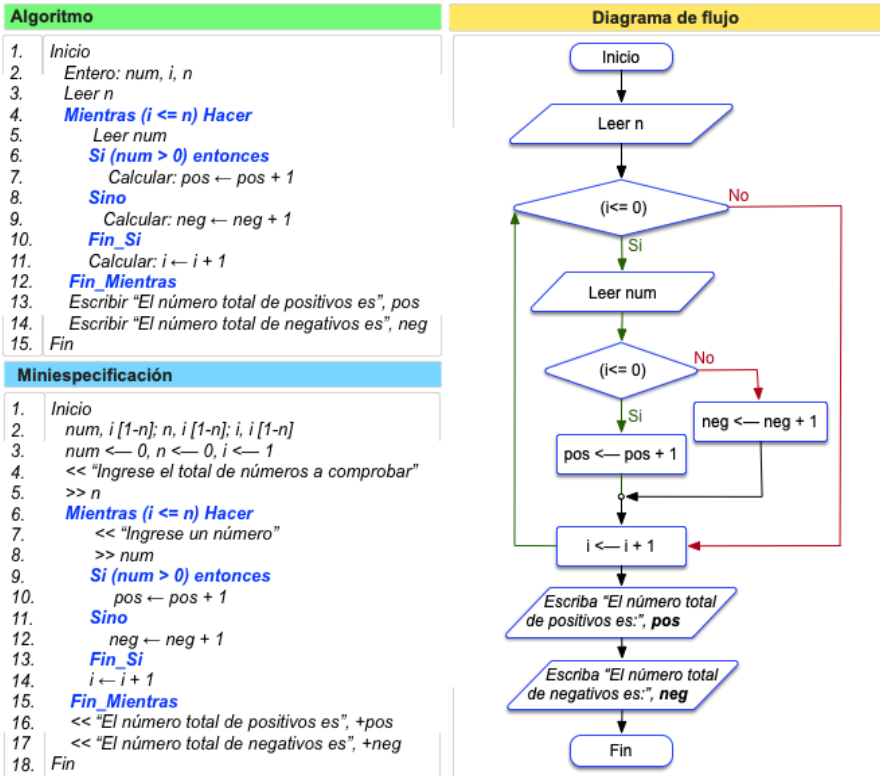 Algoritmo
1. Inicio
2. Entero: num, i, n
3. Leer n
4. Mientras (i <= n) Hacer
5. Leer num
6. Si (num > 0) entonces
7. Calcular: pos ← pos + 1
8. Sino
9. Calcular: neg ← neg + 1
10. Fin_Si
11. Calcular: i ← i + 1
12. Fin_Mientras
13. Escribir “El número total de positivos es”, pos
14. Escribir “El número total de negativos es”, neg
15. Fin
Miniespecificación
1. Inicio
2. num, i [1-n]; n, i [1-n]; i, i [1-n]
3. num <— 0, n <— 0, i <— 1
4. << “Ingrese el total de números a comprobar”
5. >> n
6. Mientras (i <= n) Hacer
7. << “Ingrese un número”
8. >> num
9. Si (num > 0) entonces
10. pos ← pos + 1
11. Sino
12. neg ← neg + 1
13. Fin_Si
14. i ← i + 1
15. Fin_Mientras
16. << “El número total de positivos es”, +pos
17 << “El número total de negativos es”, +neg
18. Fin
Diagrama de flujo
Inicio
Leer n
(i<= 0)
No
Si
Leer num
(i<= 0)
No
Si
neg <— neg + 1
pos <— pos + 1
i <— i + 1
Escriba “El número total
de positivos es:”, pos
Escriba “El número total
de negativos es:”, neg
Fin